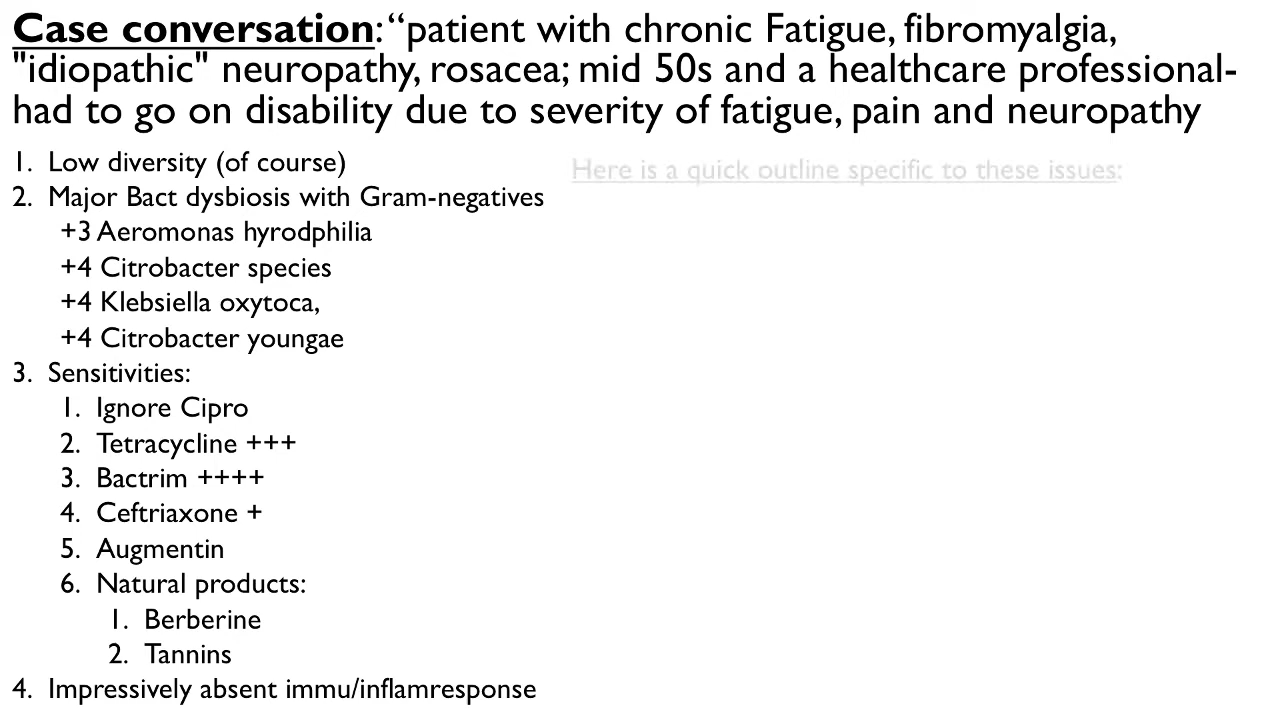 Case conversation: “patient with chronic Fatigue, fibromyalgia,
"idiopathic" neuropathy, rosacea; mid 50s and a healthcare professional-
had to go on disability due to severity of fatigue, pain and neuropathy
1. Low diversity (of course)
2. Major Bact dysbiosis with Gram-negatives
+3 Aeromonas hyrodphilia
+4 Citrobacter species
+4 Klebsiella oxytoca,
+4 Citrobacter youngae
3. Sensitivities:
1. Ignore Cipro
2. Tetracycline +++
3. Bactrim ++++
4. Ceftriaxone +
5. Augmentin
6. Natural products:
1. Berberine
2. Tannins
4. Impressively absent immu/inflamresponse
Here is a quick outline specific to these issues: